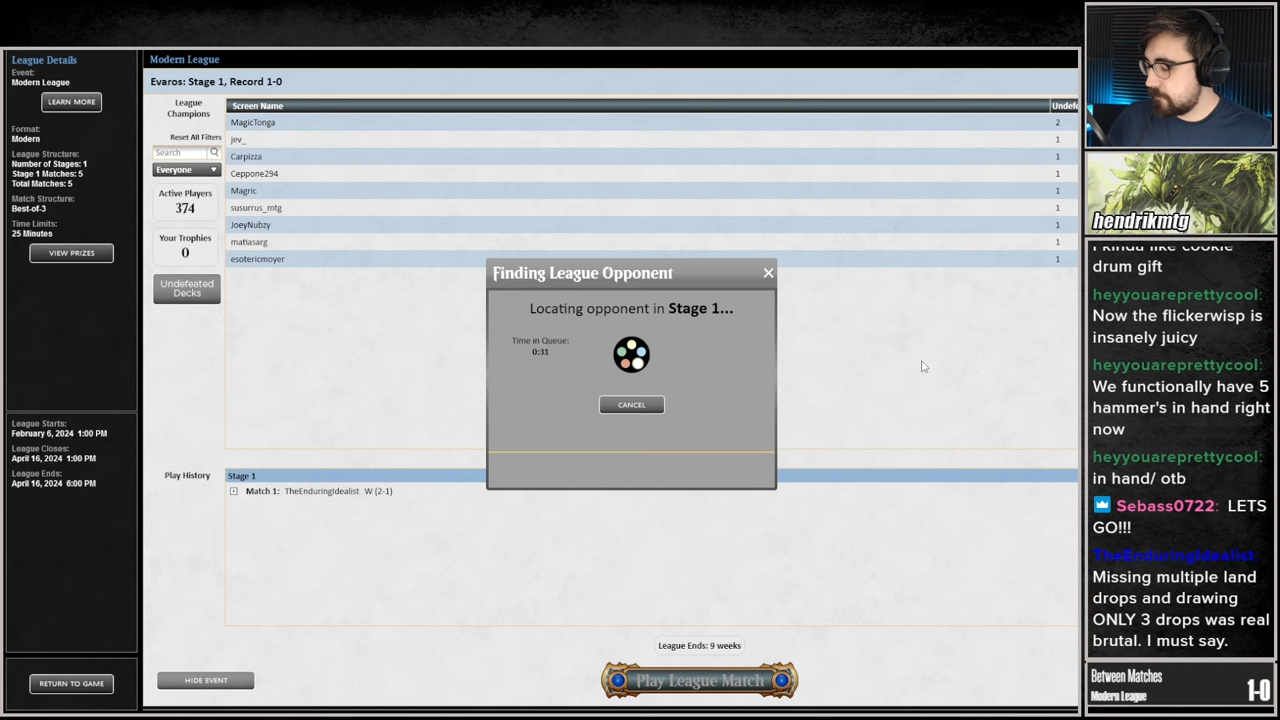 League Details
Event:
Modern League
LEARN MORE
Format:
Modern
League Structure:
Number of Stages: 1
Stage 1 Matches: 5
Total Matches: 5
Match Structure:
Best-of-3
Time Limits:
25 Minutes
VIEW PRIZES
League Starts:
February 6, 2024 1:00 PM
League Closes:
April 16, 2024 1:00 PM
League Ends:
April 16, 2024 6:00 PM
RETURN TO GAME
Modern League
Evaros: Stage 1, Record 1-0
League
Champions
Reset All Filters
Search
Everyone
Active Players
374
Your Trophies
0
Undefeated
Decks
Screen Name
Undef
MagicTonga 2
jev_ 1
Carpizza 1
Ceppone294 1
Magric 1
susurrus_mtg 1
JoeyNubzy 1
matiasarg 1
esotericmoyer 1
Finding League Opponent
Locating opponent in Stage 1...
Time in Queue:
0:31
CANCEL
Play History
Stage 1
Match 1: TheEnduringIdealist W (2-1)
League Ends: 9 weeks
HIDE EVENT
Play League Match
hendrikmtg
I kinda like cookie
drum gift
heyyouareprettycool:
Now the flickerwisp is
insanely juicy
heyyouareprettycool:
We functionally have 5
hammer's in hand right
now
heyyouareprettycool:
in hand/ otb
Sebass0722: LETS
GO!!!
TheEnduringIdealist:
Missing multiple land
drops and drawing
ONLY 3 drops was real
brutal. I must say.
Between Matches
Modern League
1-0